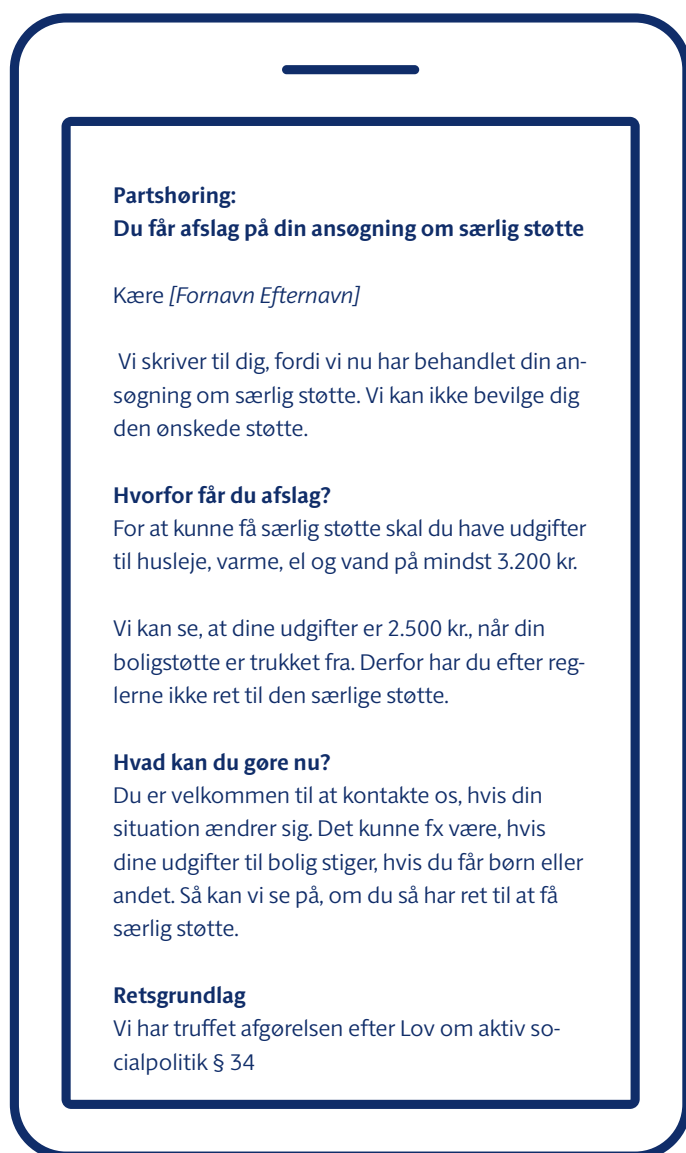 Partshøring:
Du får afslag på din ansøgning om særlig støtte
Kære [Fornavn Efternavn]
Vi skriver til dig, fordi vi nu har behandlet din an-
søgning om særlig støtte. Vi kan ikke bevilge dig
den ønskede støtte.
Hvorfor får du afslag?
For at kunne få særlig støtte skal du have udgifter
til husleje, varme, el og vand på mindst 3.200 kr.
Vi kan se, at dine udgifter er 2.500 kr., når din
boligstøtte er trukket fra. Derfor har du efter reg-
lerne ikke ret til den særlige støtte.
Hvad kan du gøre nu?
Du er velkommen til at kontakte os, hvis din
situation ændrer sig. Det kunne fx være, hvis
dine udgifter til bolig stiger, hvis du får børn eller
andet. Så kan vi se på, om du så har ret til at få
særlig støtte.
Retsgrundlag
Vi har truffet afgørelsen efter Lov om aktiv so-
cialpolitik § 34